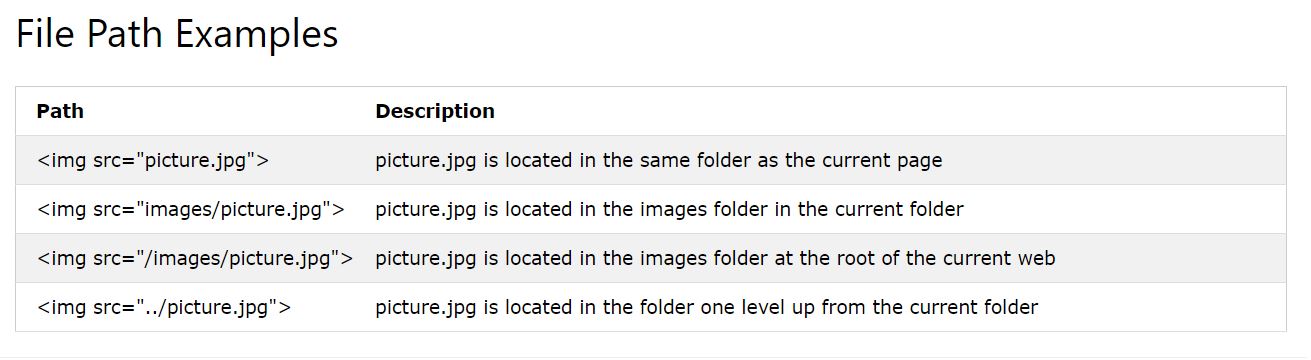 File Path Examples
Path Description
<img src="picture.jpg"> picture.jpg is located in the same folder as the current page
<img src="images/picture.jpg"> picture.jpg is located in the images folder in the current folder
<img src="/images/picture.jpg"> picture.jpg is located in the images folder at the root of the current web
<img src="../picture.jpg"> picture.jpg is located in the folder one level up from the current folder